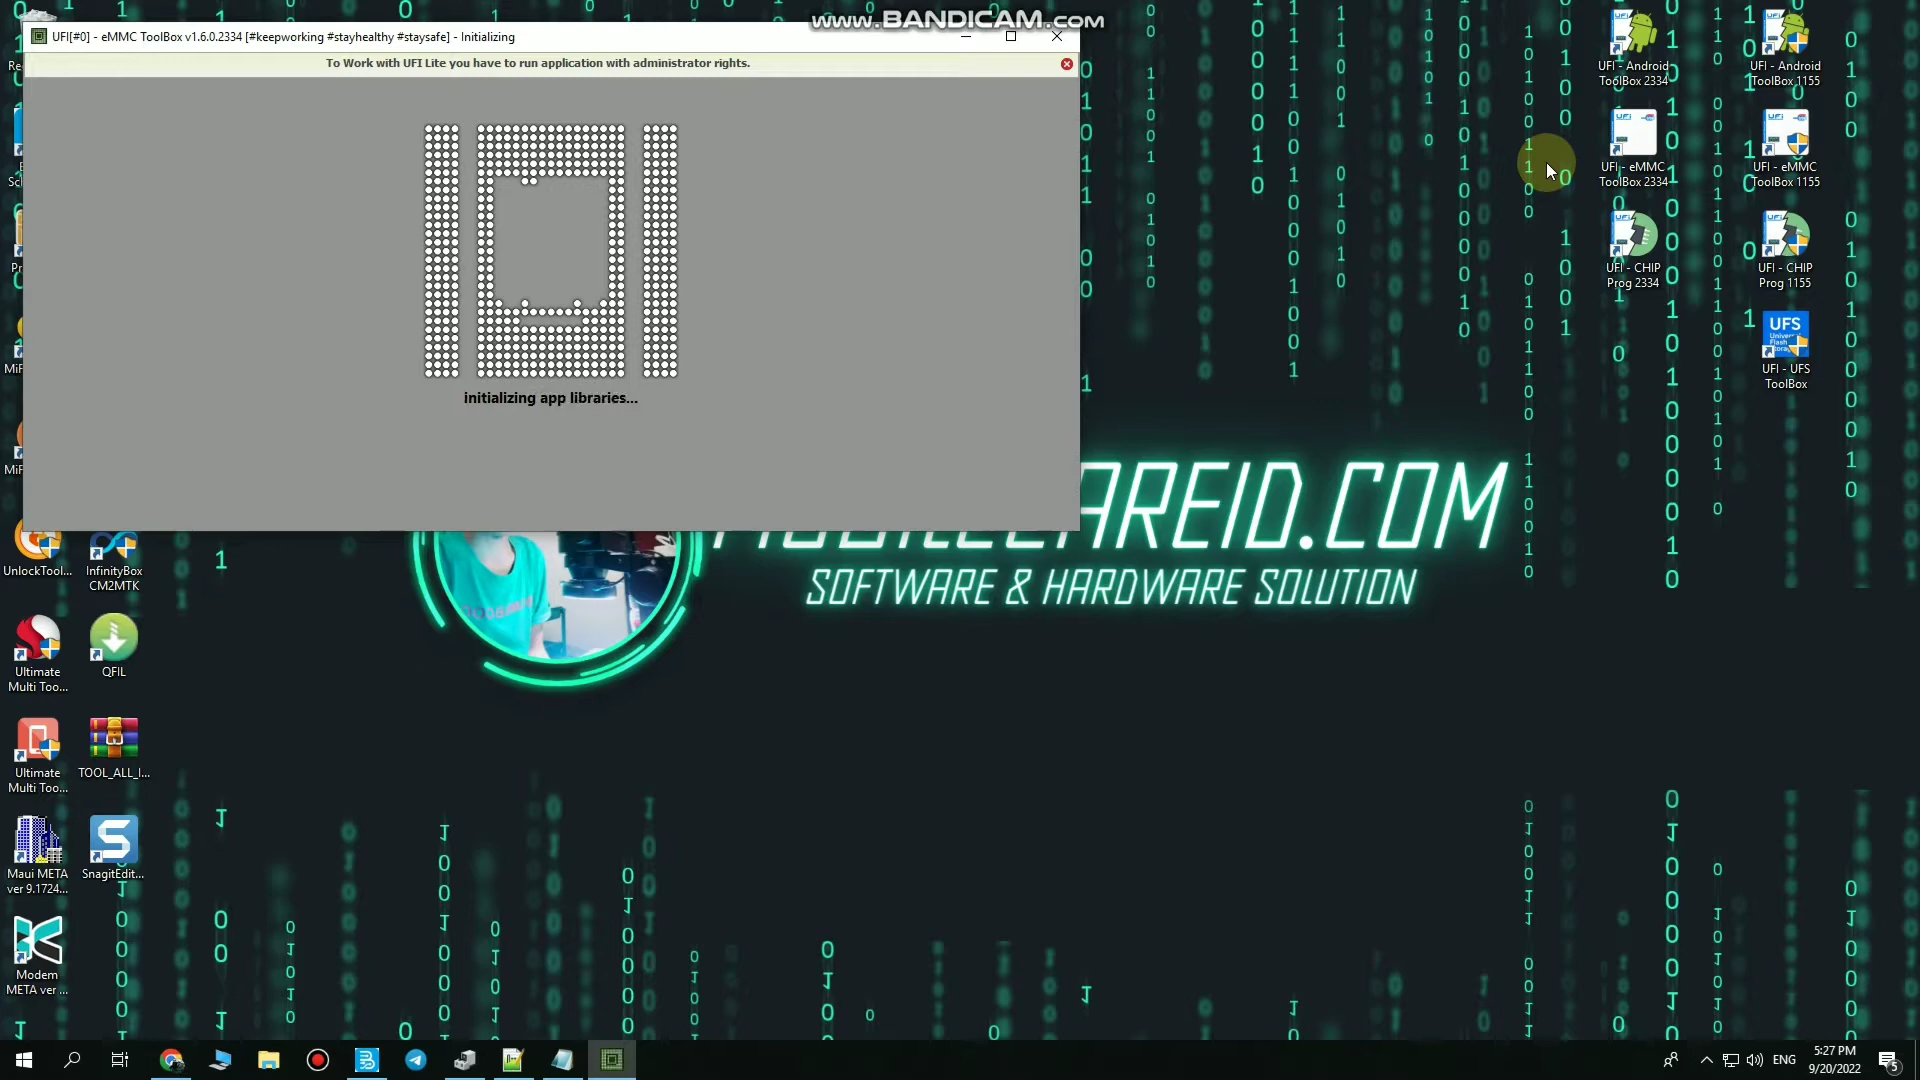 www.BANDICAM.com
UFI[#0] - eMMC ToolBox v1.6.0.2334 [#keepworking #stayhealthy #staysafe] - Initializing
To Work with UFI Lite you have to run application with administrator rights.
initializing app libraries...
UFI - Android
ToolBox 2334
UFI - Android
ToolBox 1155
UFI - eMMC
ToolBox 2334
UFI - eMMC
ToolBox 1155
UFI - CHIP
Prog 2334
UFI - CHIP
Prog 1155
UFS
UFI - UFS
ToolBox
AREID.COM
SOFTWARE & HARDWARE SOLUTION
UnlockTool...
InfinityBox
CM2MTK
Ultimate
Multi Too...
QFIL
Ultimate
Multi Too...
TOOL_ALL_I...
Maui META
ver 9.1724...
SnagitEdit...
Modem
META ver ...
ENG
5:27 PM
9/20/2022
5